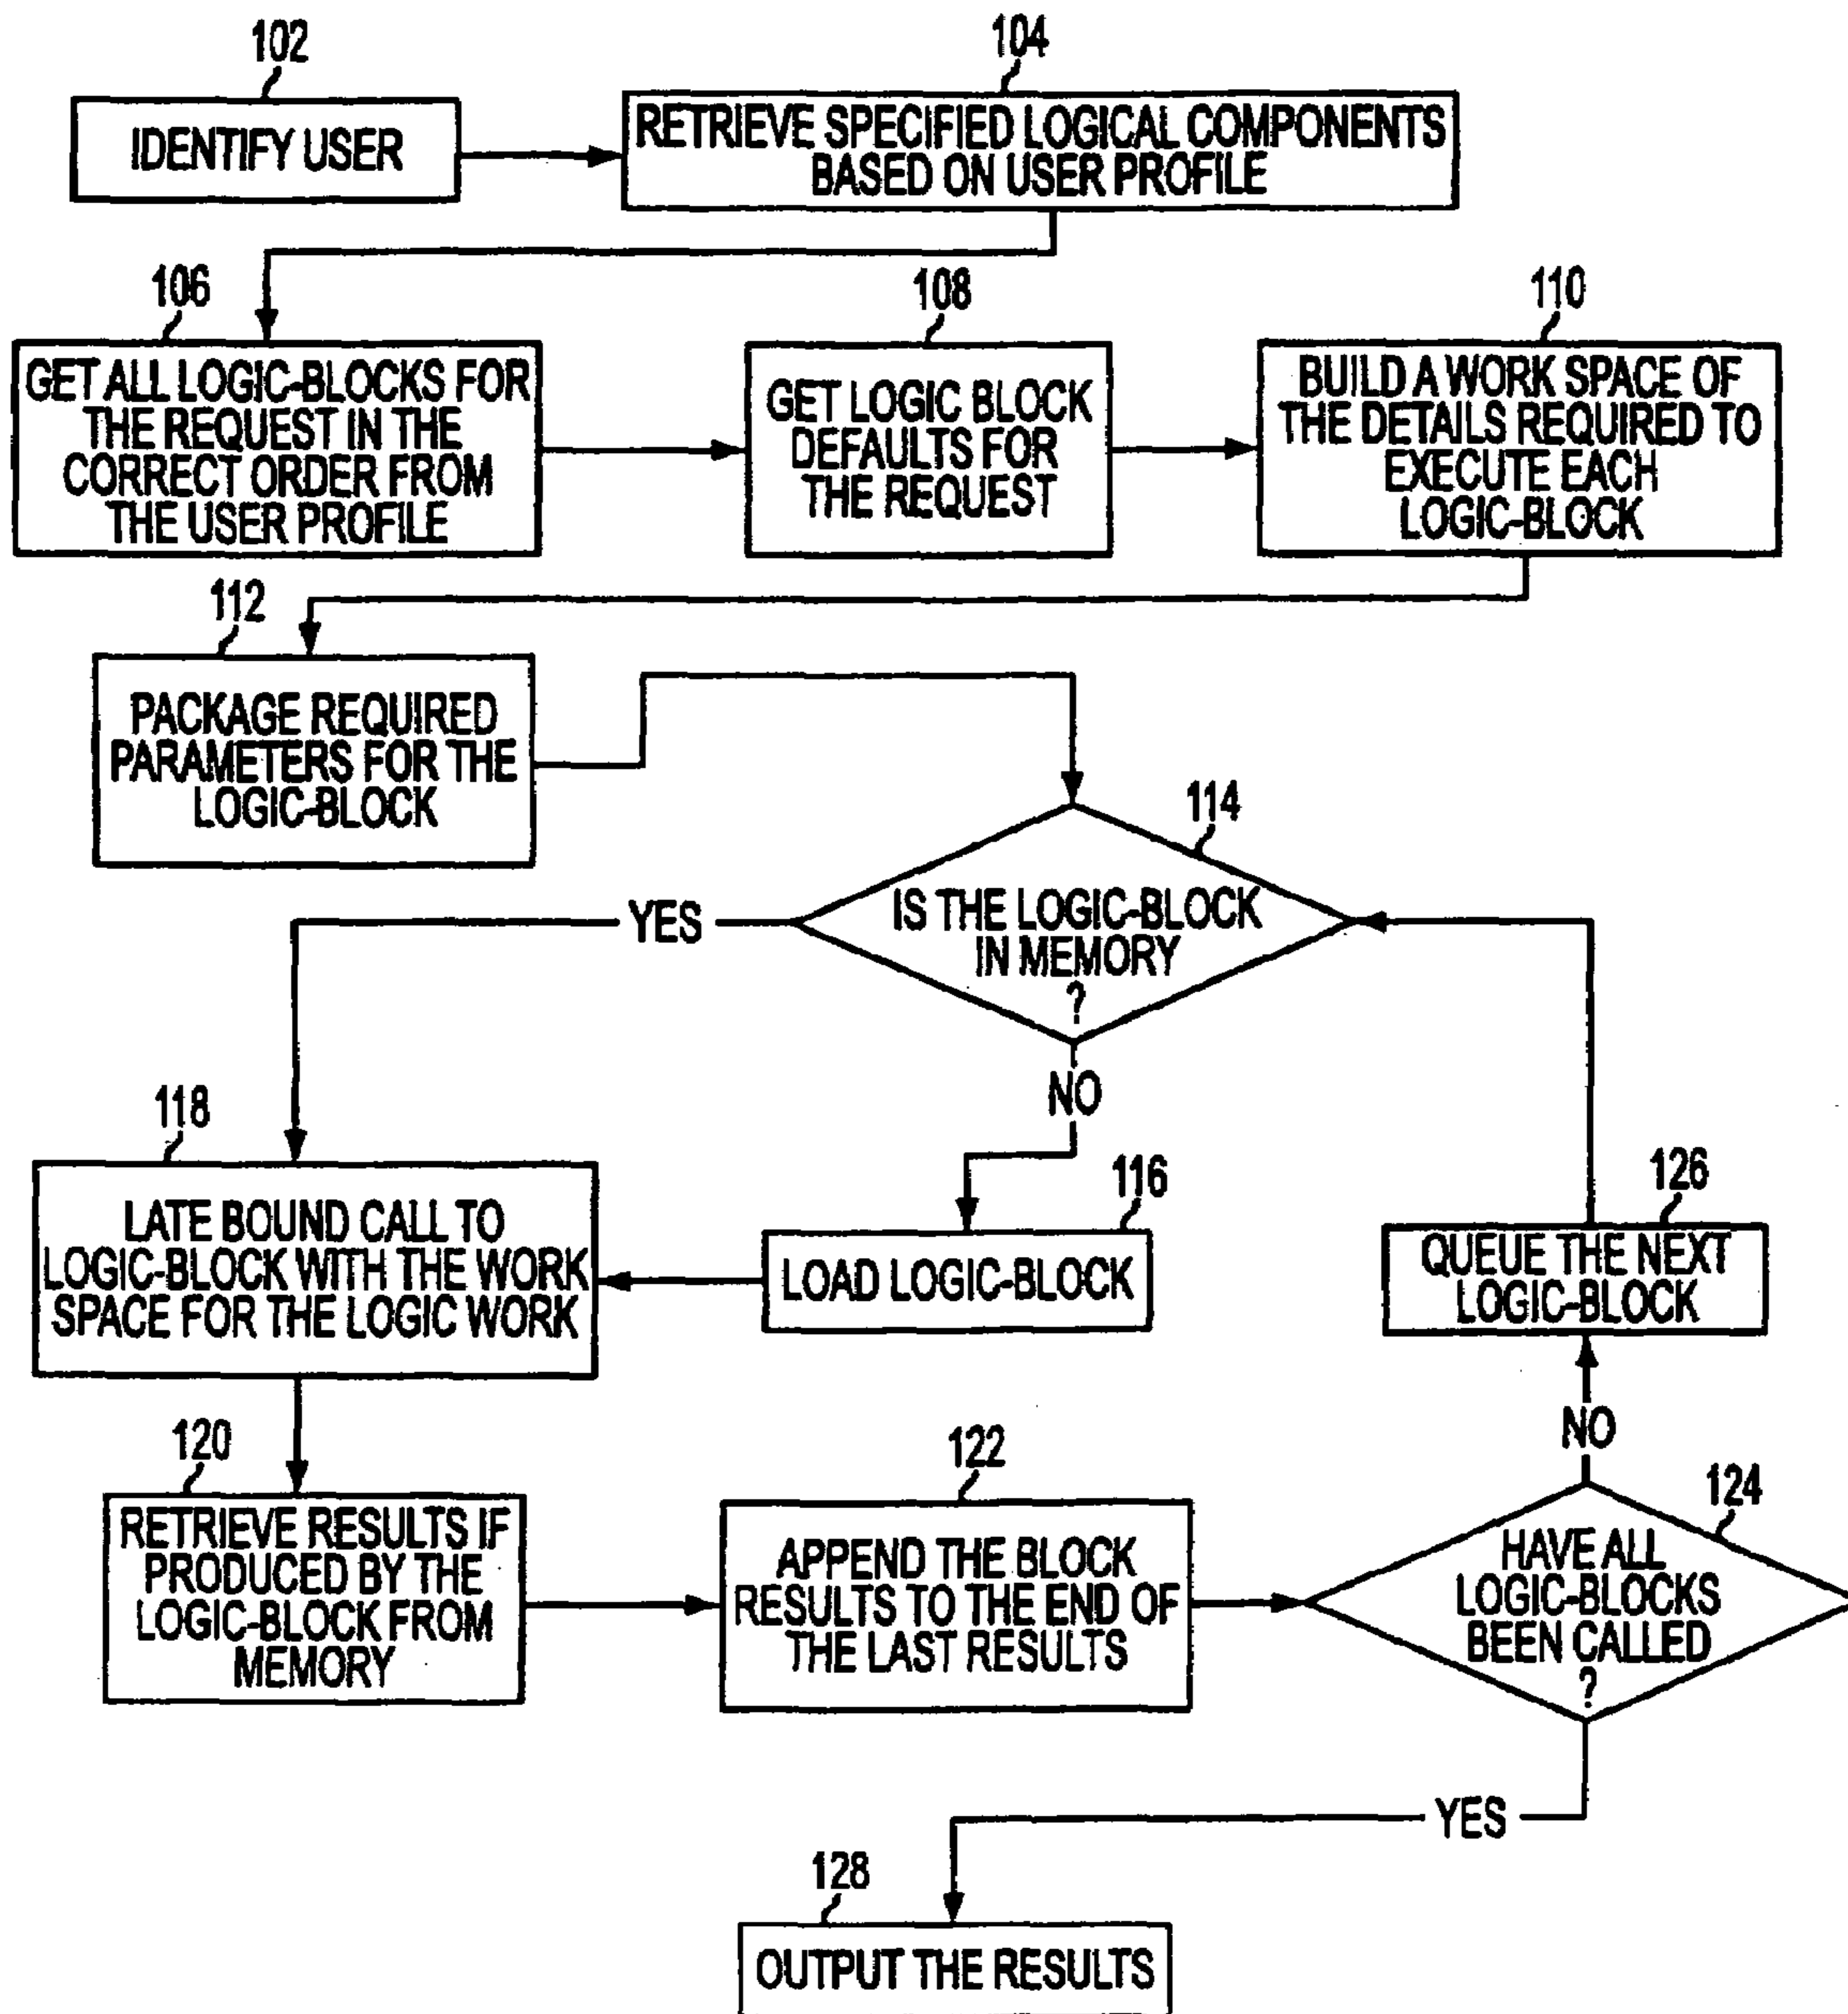 102
IDENTIFY USER
104
RETRIEVE SPECIFIED LOGICAL COMPONENTS
BASED ON USER PROFILE
106
GET ALL LOGIC-BLOCKS FOR
THE REQUEST IN THE
CORRECT ORDER FROM
THE USER PROFILE
108
GET LOGIC BLOCK
DEFAULTS FOR
THE REQUEST
110
BUILD A WORK SPACE OF
THE DETAILS REQUIRED TO
EXECUTE EACH
LOGIC-BLOCK
112
PACKAGE REQUIRED
PARAMETERS FOR THE
LOGIC-BLOCK
114
IS THE LOGIC-BLOCK
IN MEMORY
?
YES
NO
116
LOAD LOGIC-BLOCK
118
LATE BOUND CALL TO
LOGIC-BLOCK WITH THE WORK
SPACE FOR THE LOGIC WORK
120
RETRIEVE RESULTS IF
PRODUCED BY THE
LOGIC-BLOCK FROM
MEMORY
122
APPEND THE BLOCK
RESULTS TO THE END OF
THE LAST RESULTS
124
HAVE ALL
LOGIC-BLOCKS
BEEN CALLED
?
NO
126
QUEUE THE NEXT
LOGIC-BLOCK
YES
128
OUTPUT THE RESULTS